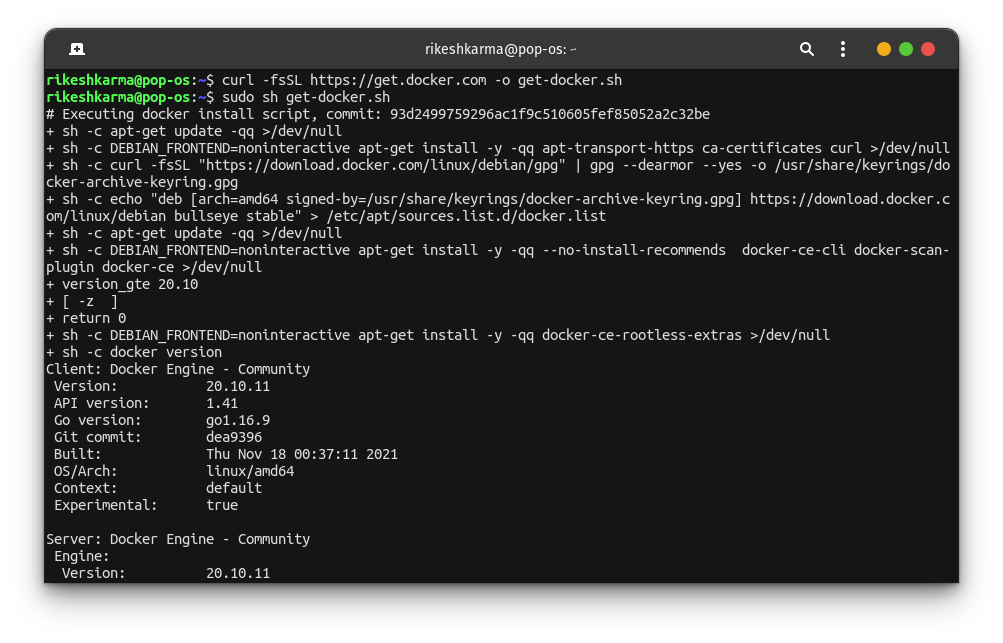 rikeshkarma@pop-os: ~
rikeshkarma@pop-os:~$ curl -fsSL https://get.docker.com -o get-docker.sh
rikeshkarma@pop-os:~$ sudo sh get-docker.sh
# Executing docker install script, commit: 93d2499759296ac1f9c510605fef85052a2c32be
+ sh -c apt-get update -qq >/dev/null
+ sh -c DEBIAN_FRONTEND=noninteractive apt-get install -y -qq apt-transport-https ca-certificates curl >/dev/null
+ sh -c curl -fsSL "https://download.docker.com/linux/debian/gpg" | gpg --dearmor --yes -o /usr/share/keyrings/do
cker-archive-keyring.gpg
+ sh -c echo "deb [arch=amd64 signed-by=/usr/share/keyrings/docker-archive-keyring.gpg] https://download.docker.c
om/linux/debian bullseye stable" > /etc/apt/sources.list.d/docker.list
+ sh -c apt-get update -qq >/dev/null
+ sh -c DEBIAN_FRONTEND=noninteractive apt-get install -y -qq --no-install-recommends  docker-ce-cli docker-scan-
plugin docker-ce >/dev/null
+ version_gte 20.10
+ [ -z  ]
+ return 0
+ sh -c DEBIAN_FRONTEND=noninteractive apt-get install -y -qq docker-ce-rootless-extras >/dev/null
+ sh -c docker version
Client: Docker Engine - Community
 Version:           20.10.11
 API version:       1.41
 Go version:        go1.16.9
 Git commit:        dea9396
 Built:             Thu Nov 18 00:37:11 2021
 OS/Arch:           linux/amd64
 Context:           default
 Experimental:      true

Server: Docker Engine - Community
 Engine:
  Version:          20.10.11